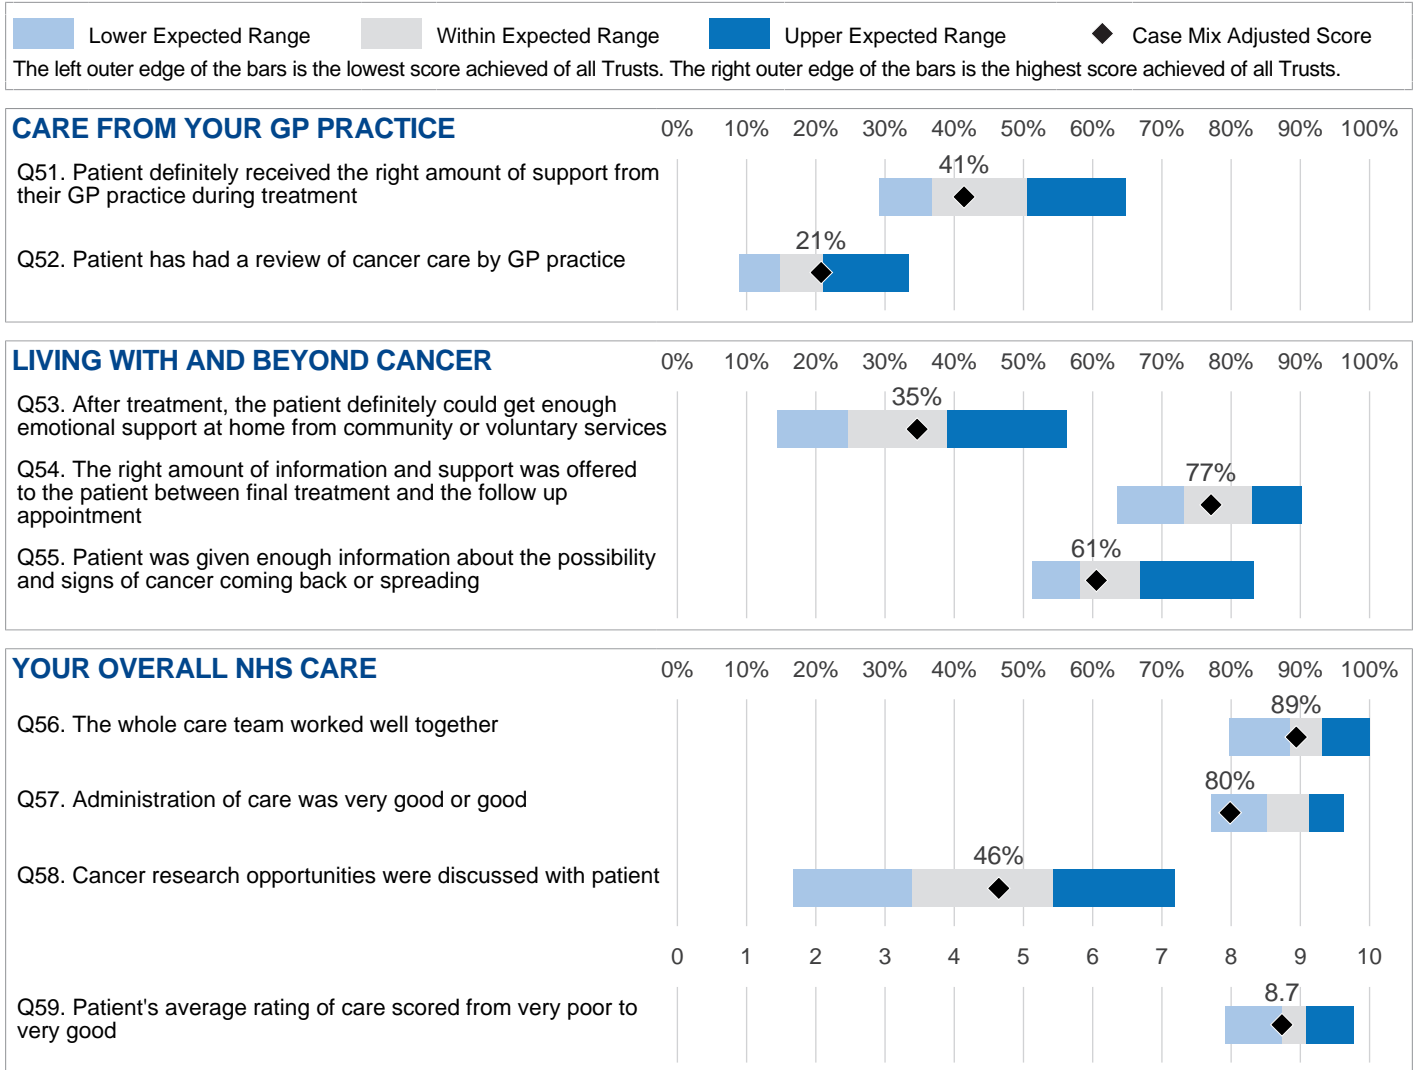 Lower Expected Range Within Expected Range Upper Expected Range Case Mix Adjusted Score
The left outer edge of the bars is the lowest score achieved of all Trusts. The right outer edge of the bars is the highest score achieved of all Trusts.
CARE FROM YOUR GP PRACTICE 0% 10% 20% 30% 40% 50% 60% 70% 80% 90% 100%
41%
Q51. Patient definitely received the right amount of support from
their GP practice during treatment
21%
Q52. Patient has had a review of cancer care by GP practice
LIVING WITH AND BEYOND CANCER 0% 10% 20% 30% 40% 50% 60% 70% 80% 90% 100%
35%
Q53. After treatment, the patient definitely could get enough
emotional support at home from community or voluntary services
Q54. The right amount of information and support was offered
77%
to the patient between final treatment and the follow up
appointment
61%
Q55. Patient was given enough information about the possibility
and signs of cancer coming back or spreading
YOUR OVERALL NHS CARE 0% 10% 20% 30% 40% 50% 60% 70% 80% 90% 100%
89%
Q56. The whole care team worked well together
80%
Q57. Administration of care was very good or good
46%
Q58. Cancer research opportunities were discussed with patient
0 1 2 3 4 5 6 7 8 9 10
8.7
Q59. Patient's average rating of care scored from very poor to
very good